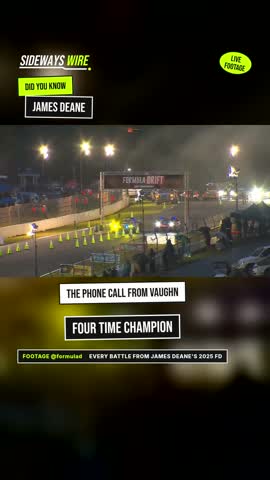 SIDEWAYS WIRE.
LIVE
FOOTAGE
DID YOU KNOW
JAMES DEANE
FORMULA DRIFT
THE PHONE CALL FROM VAUGHN
FOUR TIME CHAMPION
FOOTAGE @formulad EVERY BATTLE FROM JAMES DEANE'S 2025 FD